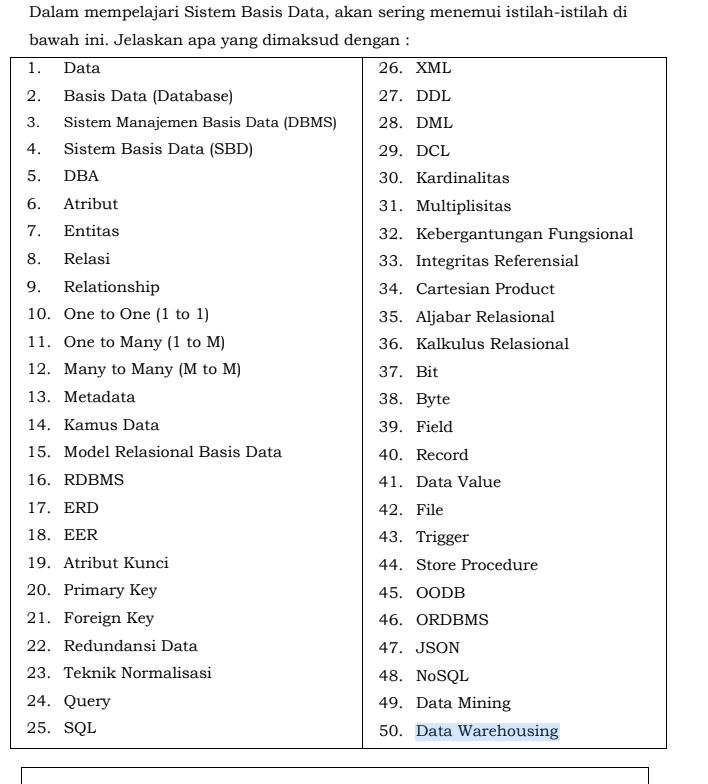 Dalam mempelajari Sistem Basis Data, akan sering menemui istilah-istilah di
bawah ini. Jelaskan apa yang dimaksud dengan :
1. Data
2. Basis Data (Database)
3. Sistem Manajemen Basis Data (DBMS)
4. Sistem Basis Data (SBD)
5. DBA
6. Atribut
7. Entitas
8. Relasi
9. Relationship
10. One to One (1 to 1)
11. One to Many (1 to M)
12. Many to Many (M to M)
13. Metadata
14. Kamus Data
15. Model Relasional Basis Data
16. RDBMS
17. ERD
18. EER
19. Atribut Kunci
20. Primary Key
21. Foreign Key
22. Redundansi Data
23. Teknik Normalisasi
24. Query
25. SQL
26. XML
27. DDL
28. DML
29. DCL
30. Kardinalitas
31. Multiplisitas
32. Kebergantungan Fungsional
33. Integritas Referensial
34. Cartesian Product
35. Aljabar Relasional
36. Kalkulus Relasional
37. Bit
38. Byte
39. Field
40. Record
41. Data Value
42. File
43. Trigger
44. Store Procedure
45. OODB
46. ORDBMS
47. JSON
48. NoSQL
49. Data Mining
50. Data Warehousing